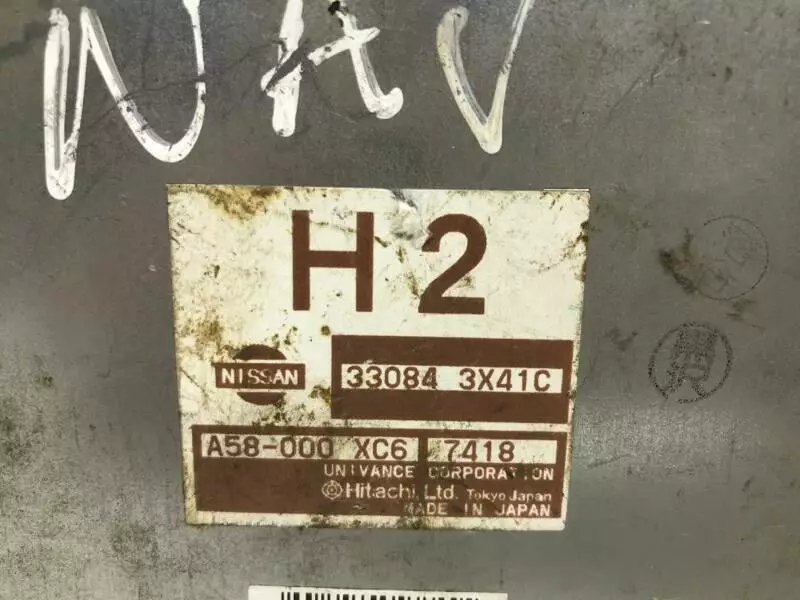 NAV
H2
NISSAN
33084 3X41C
A58-000 XC6 7418
UNIVANCE CORPORATION
Hitachi, Ltd. Tokyo Japan
MADE IN JAPAN